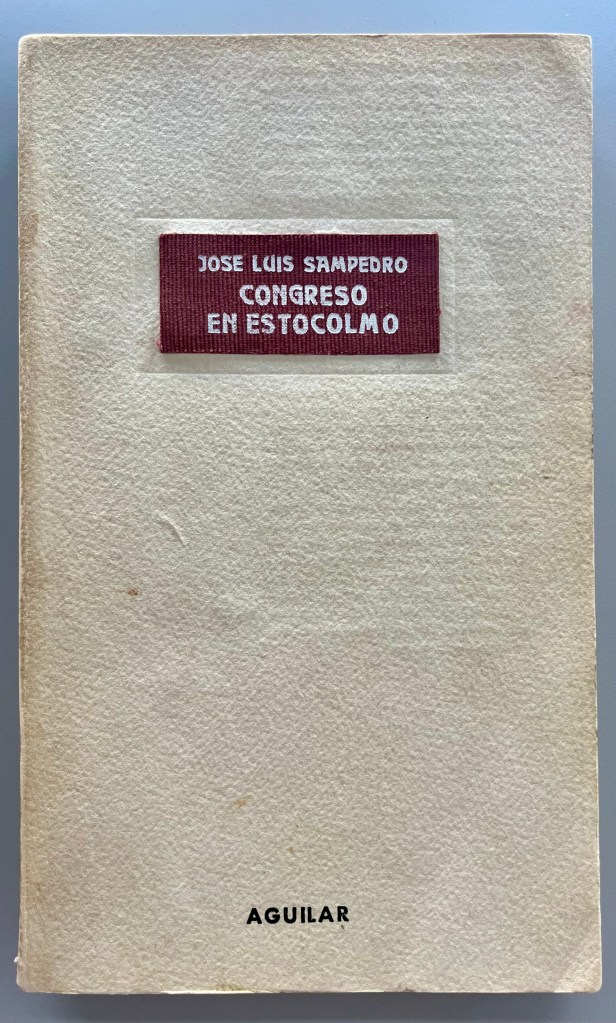 JOSE LUIS SAMPEDRO
CONGRESO
EN ESTOCOLMO
AGUILAR